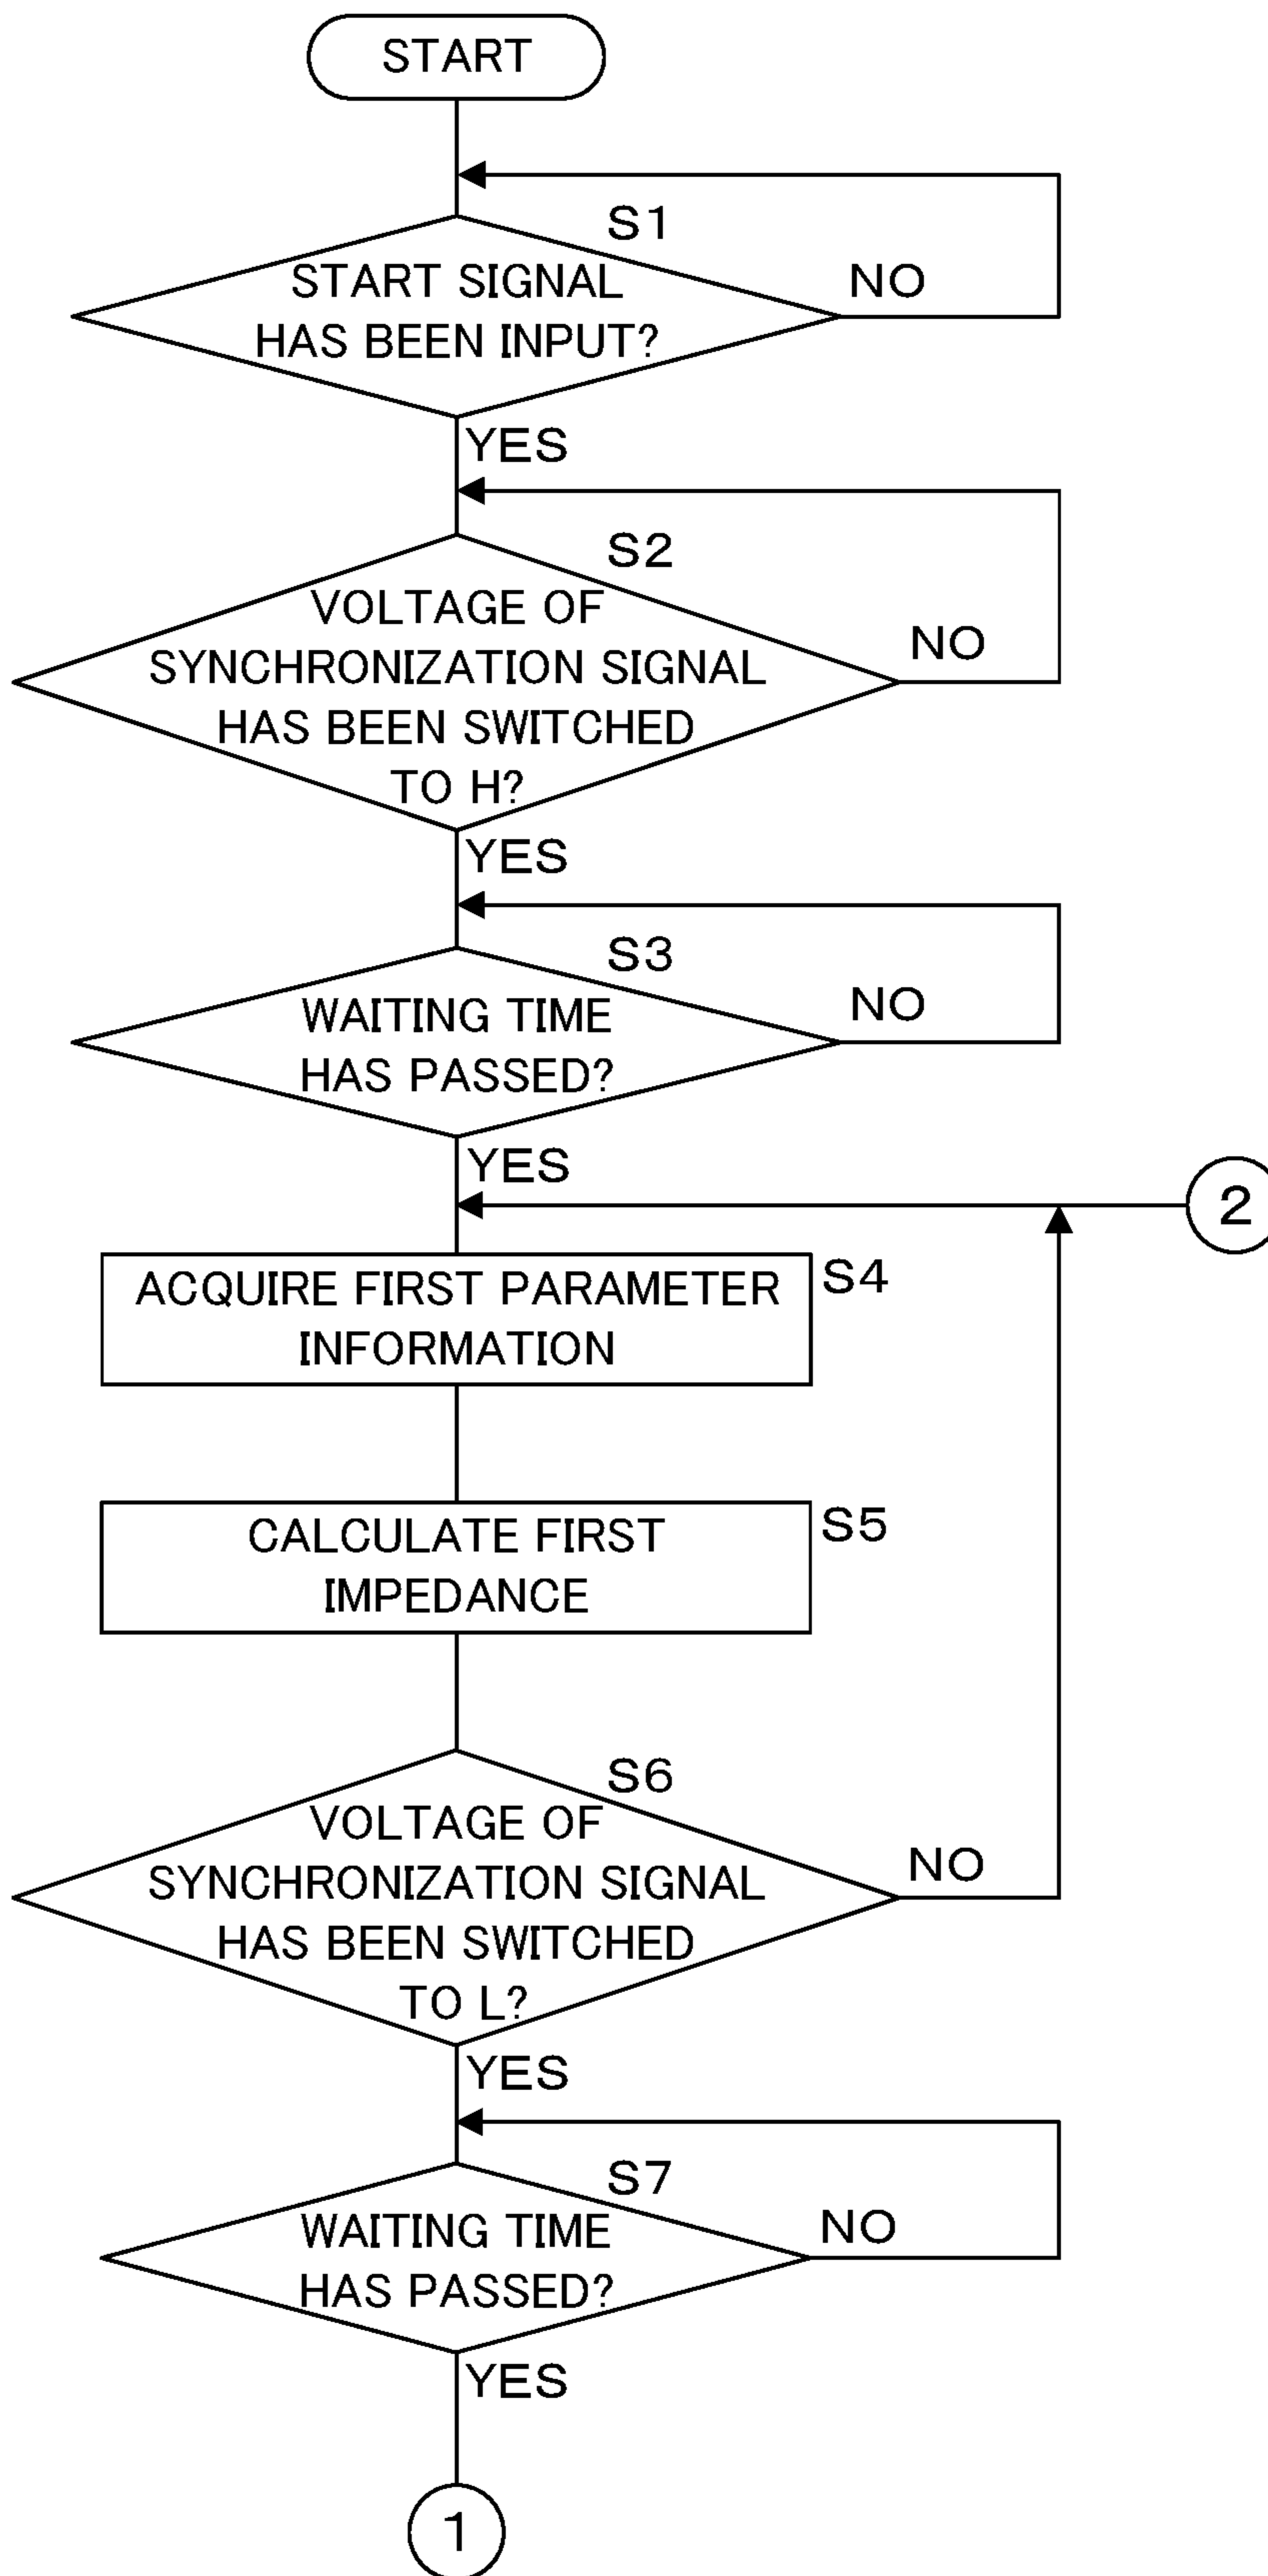 START
S1
START SIGNAL
HAS BEEN INPUT?
NO
YES
S2
VOLTAGE OF
SYNCHRONIZATION SIGNAL
HAS BEEN SWITCHED
TO H?
NO
YES
S3
WAITING TIME
HAS PASSED?
NO
YES
2
ACQUIRE FIRST PARAMETER
INFORMATION
S4
CALCULATE FIRST
IMPEDANCE
S5
S6
VOLTAGE OF
SYNCHRONIZATION SIGNAL
HAS BEEN SWITCHED
TO L?
NO
YES
S7
WAITING TIME
HAS PASSED?
NO
YES
1